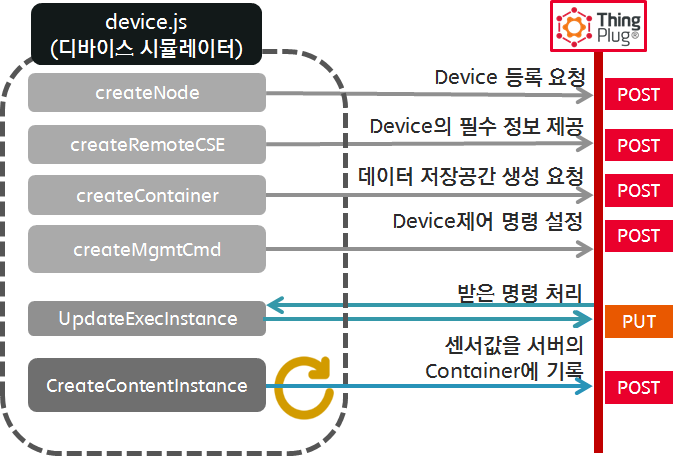 device.js
(디바이스 시뮬레이터)
Thing
Plug®
createNode
Device 등록 요청
POST
createRemoteCSE
Device의 필수 정보 제공
POST
createContainer
데이터 저장공간 생성 요청
POST
createMgmtCmd
Device제어 명령 설정
POST
UpdateExecInstance
받은 명령 처리
PUT
CreateContentInstance
센서값을 서버의
Container에 기록
POST